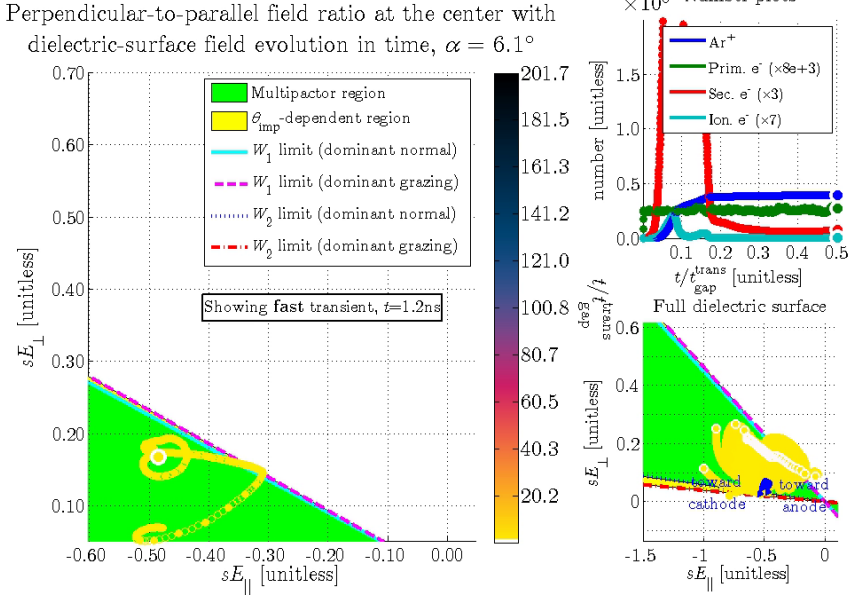 Perpendicular-to-parallel field ratio at the center with
dielectric-surface field evolution in time, α = 6.1°
0.70
0.60
0.50
0.40
0.30
0.20
0.10
sE⊥ [unitless]
Multipactor region
θimp-dependent region
W1 limit (dominant normal)
W1 limit (dominant grazing)
W2 limit (dominant normal)
W2 limit (dominant grazing)
Showing fast transient, t=1.2ns
-0.60 -0.50 -0.40 -0.30 -0.20 -0.10 0.00
sE|| [unitless]
201.7
181.5
161.3
141.2
121.0
100.8
80.7
60.5
40.3
20.2
t/t trans gap
Number plots
1.5
1.0
0.5
0.0
number [unitless]
Ar+
Prim. e- (×8e+3)
Sec. e- (×3)
Ion. e- (×7)
0.1 0.2 0.3 0.4 0.5
t/t trans gap [unitless]
Full dielectric surface
0.6
0.4
0.2
0
sE⊥ [unitless]
toward cathode
toward anode
-1.5 -1 -0.5 0
sE|| [unitless]